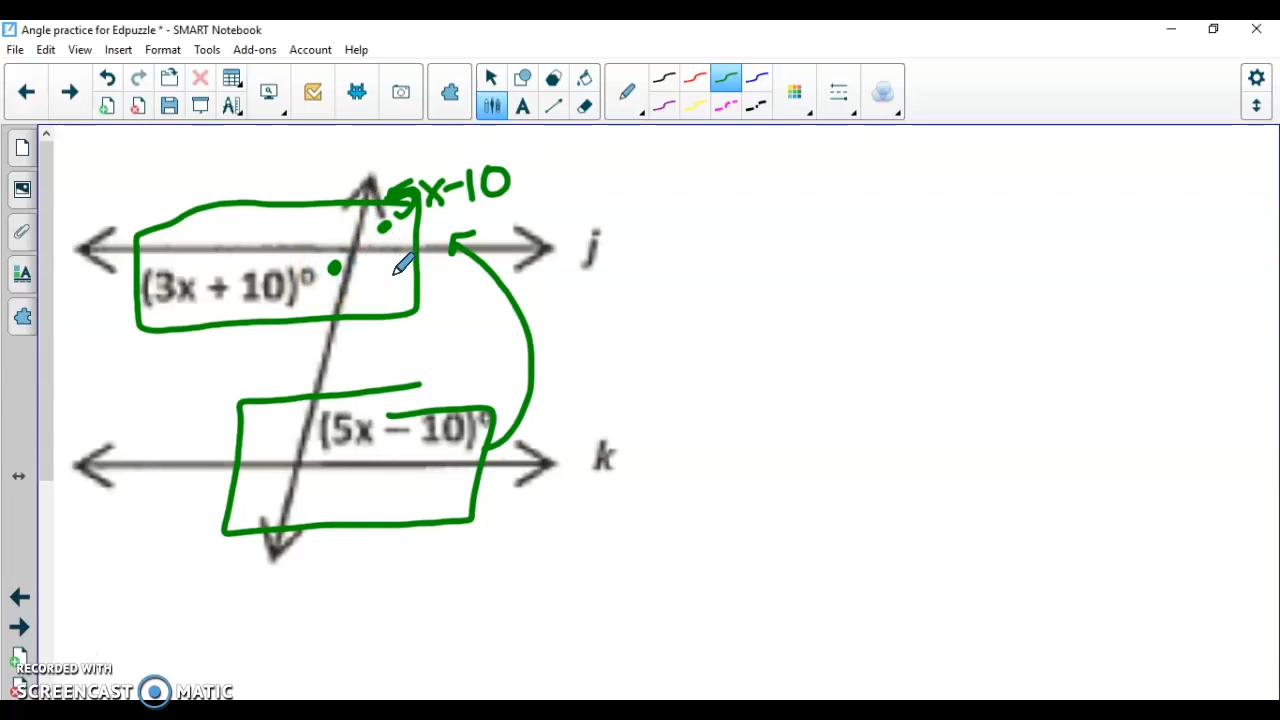 Angle practice for Edpuzzle * - SMART Notebook
File Edit View Insert Format Tools Add-ons Account Help
5x-10
j
(3x + 10)°
(5x − 10)°
k
RECORDED WITH
SCREENCAST MATIC